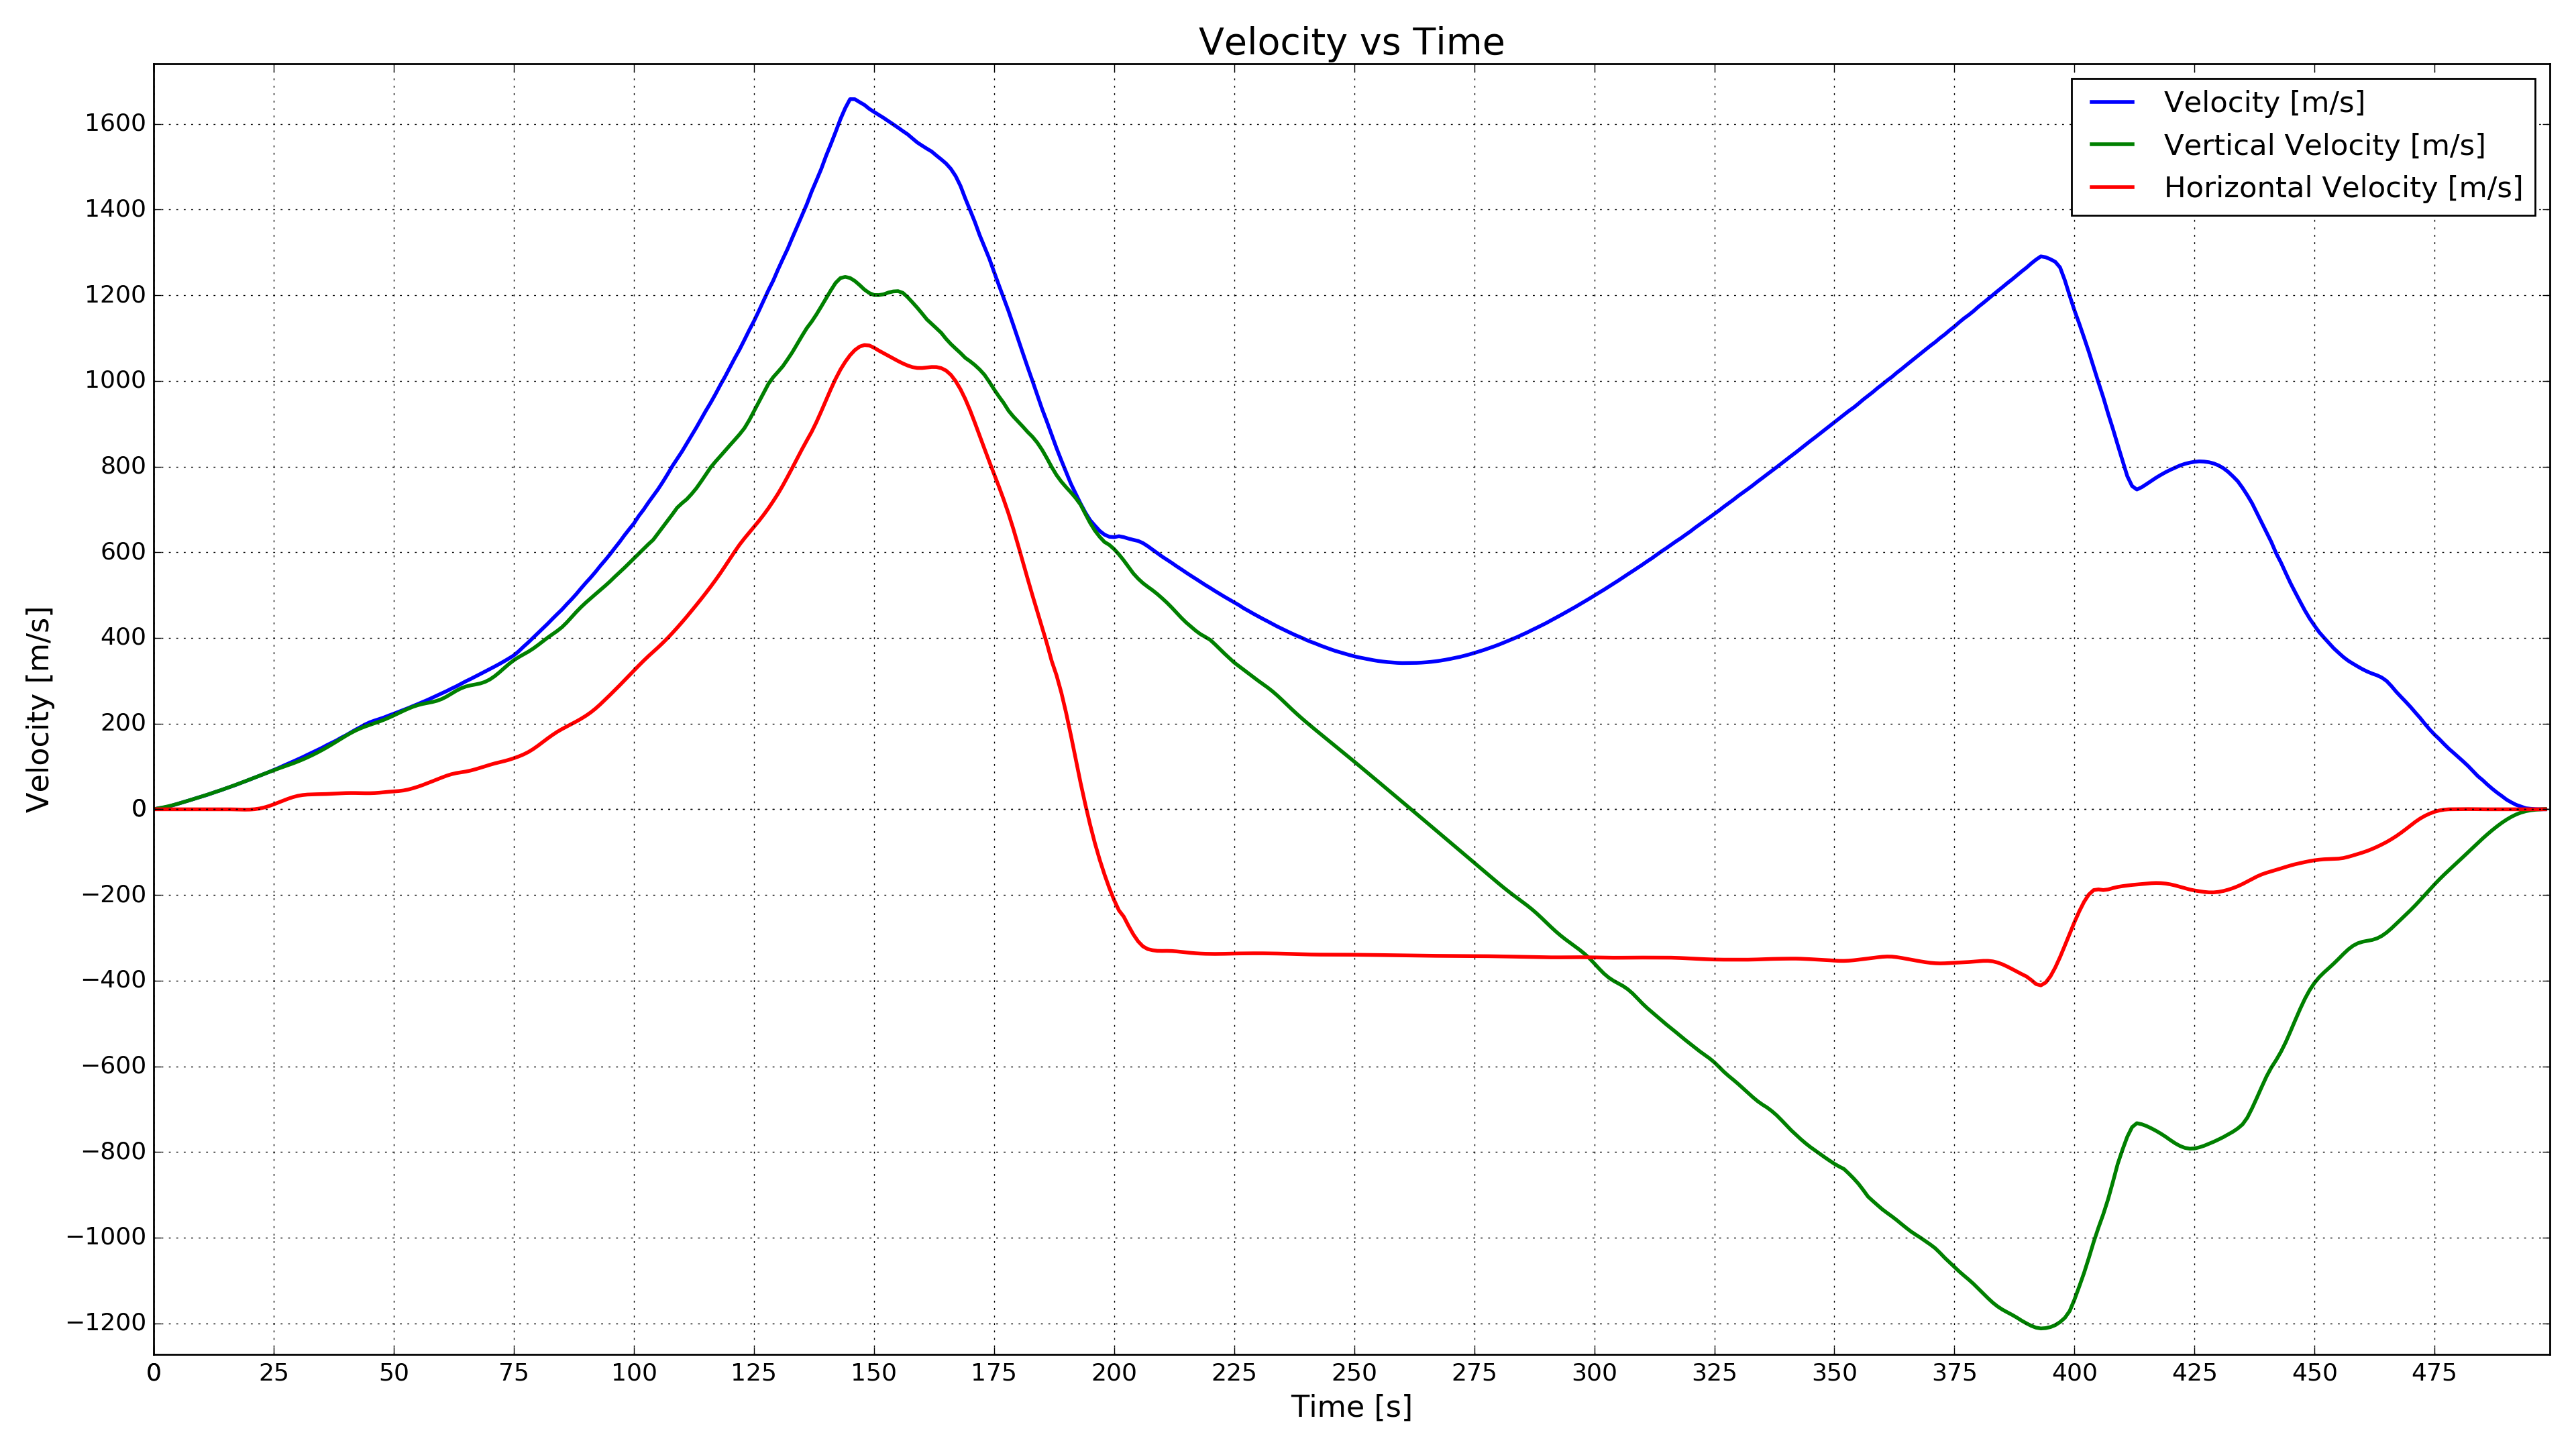 Velocity vs Time
Velocity [m/s]
Vertical Velocity [m/s]
Horizontal Velocity [m/s]
Velocity [m/s]
1600
1400
1200
1000
800
600
400
200
0
−200
−400
−600
−800
−1000
−1200
0 25 50 75 100 125 150 175 200 225 250 275 300 325 350 375 400 425 450 475
Time [s]